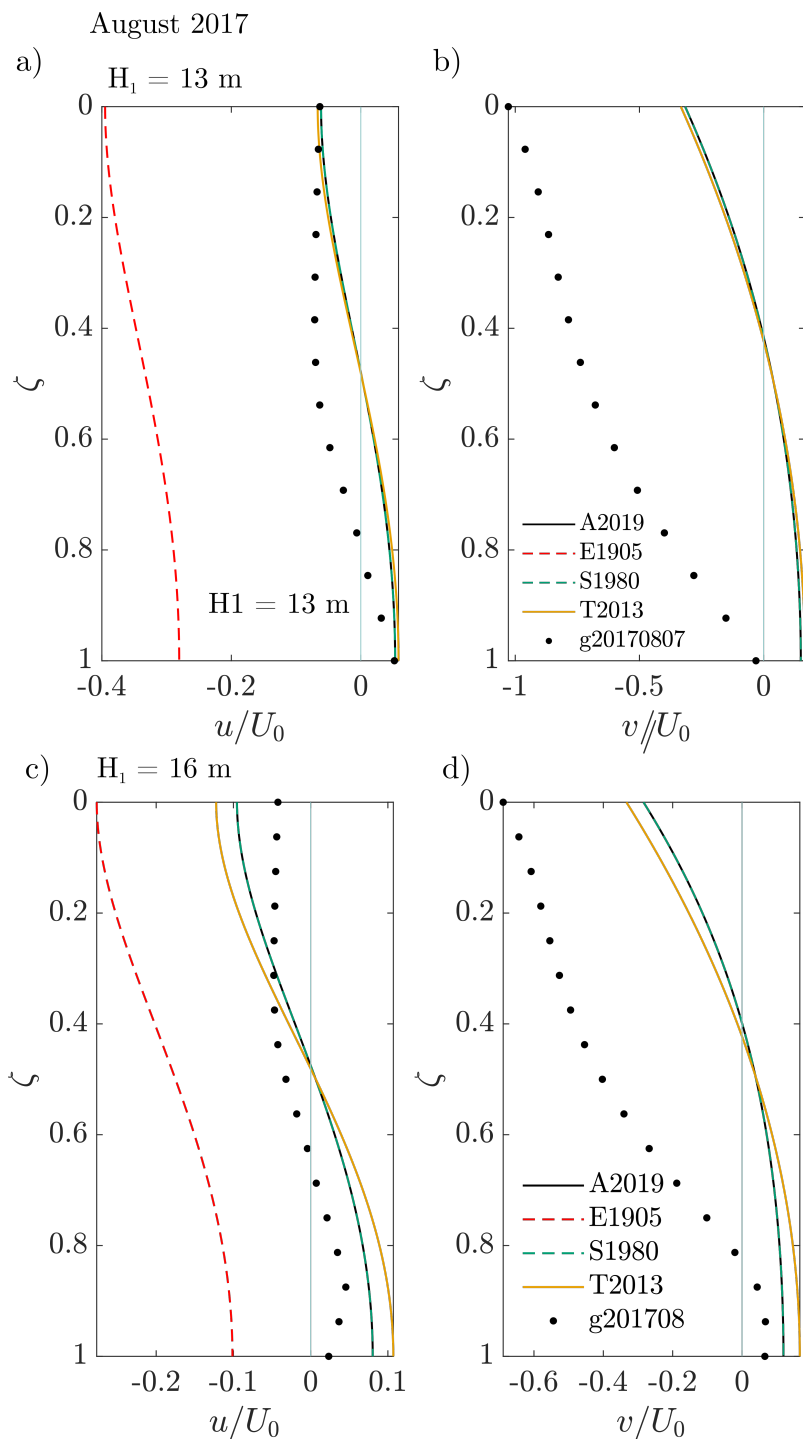 August 2017
a)
H₁ = 13 m
b)
0
0.2
0.4
0.6
0.8
1
ζ
H1 = 13 m
-0.4
-0.2
0
u/U₀
0
0.2
0.4
0.6
0.8
1
ζ
A2019
E1905
S1980
T2013
g20170807
-1
-0.5
0
v//U₀
c)
H₁ = 16 m
d)
0
0.2
0.4
0.6
0.8
1
ζ
-0.2
-0.1
0
0.1
u/U₀
0
0.2
0.4
0.6
0.8
1
ζ
A2019
E1905
S1980
T2013
g201708
-0.6
-0.4
-0.2
0
v/U₀